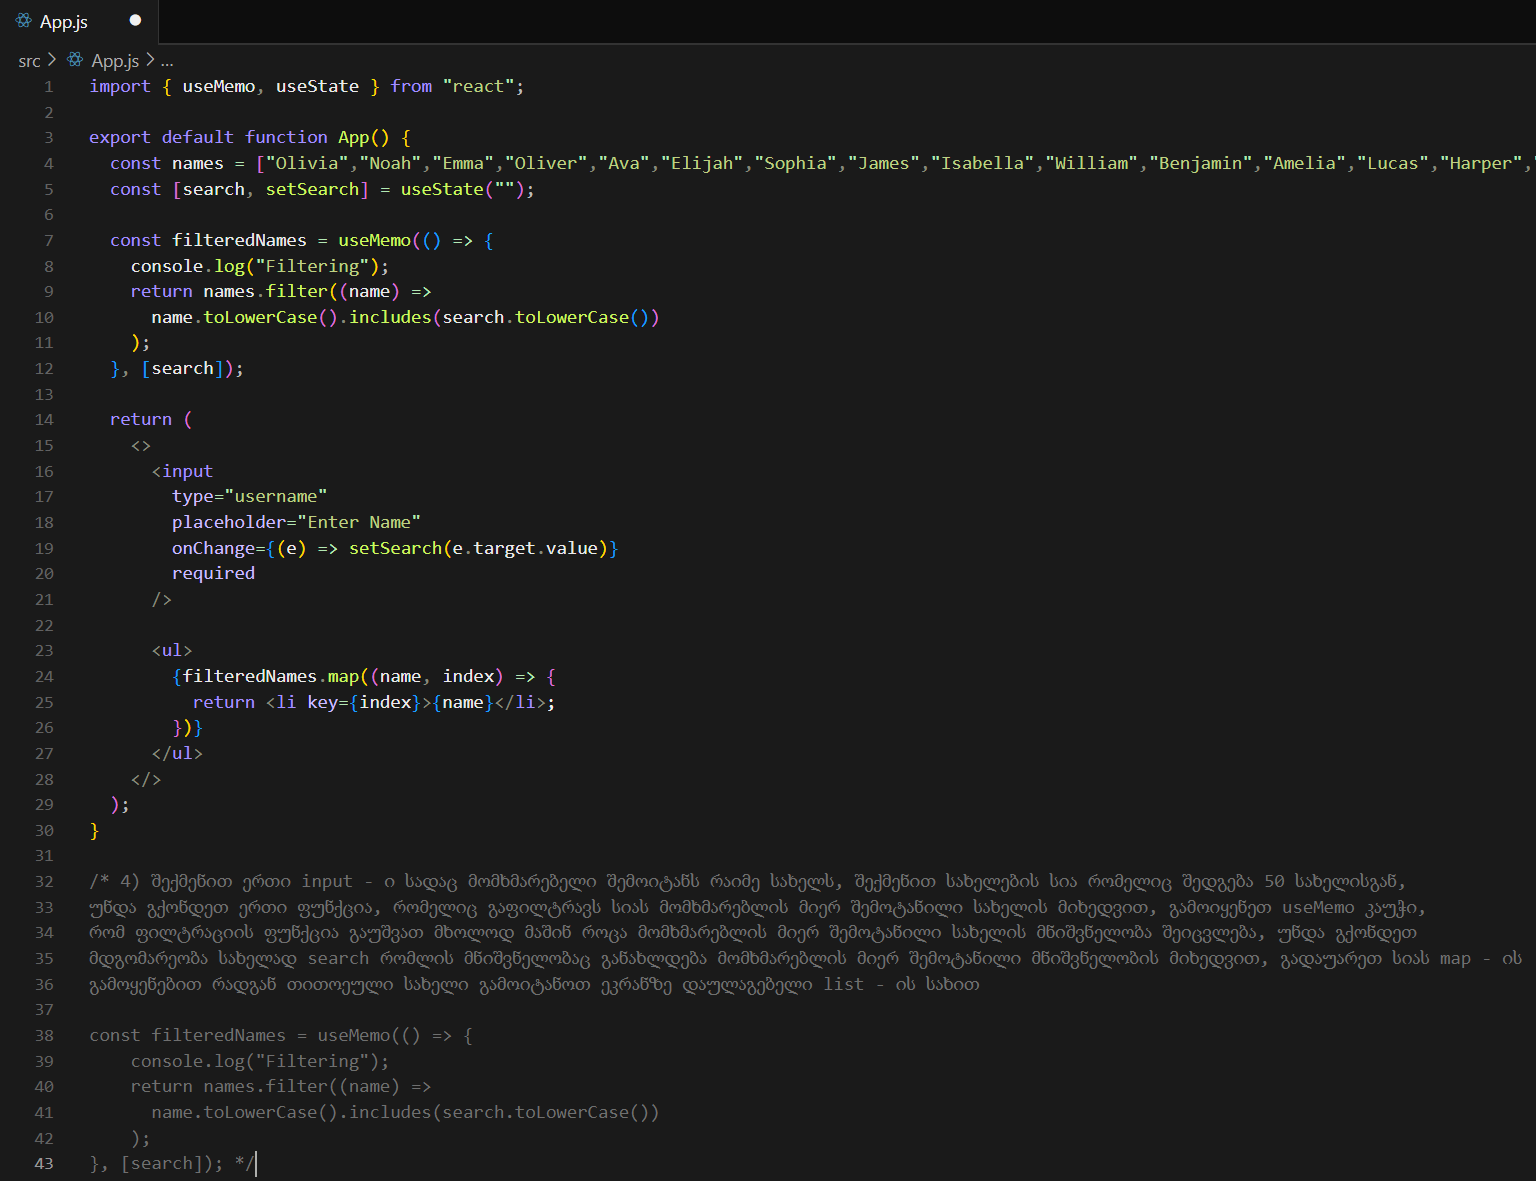 App.js
src > App.js > ...
1 import { useMemo, useState } from "react";
2
3 export default function App() {
4 const names = ["Olivia","Noah","Emma","Oliver","Ava","Elijah","Sophia","James","Isabella","William","Benjamin","Amelia","Lucas","Harper",
5 const [search, setSearch] = useState("");
6
7 const filteredNames = useMemo(() => {
8 console.log("Filtering");
9 return names.filter((name) =>
10 name.toLowerCase().includes(search.toLowerCase())
11 );
12 }, [search]);
13
14 return (
15 <>
16 <input
17 type="username"
18 placeholder="Enter Name"
19 onChange={(e) => setSearch(e.target.value)}
20 required
21 />
22
23 <ul>
24 {filteredNames.map((name, index) => {
25 return <li key={index}>{name}</li>;
26 })}
27 </ul>
28 </>
29 );
30 }
31
32 /* 4) შექმენით ერთი input - ი სადაც მომხმარებელი შემოიტანს რაიმე სახელს, შექმენით სახელების სია რომელიც შედგება 50 სახელისგან,
33 უნდა გქონდეთ ერთი ფუნქცია, რომელიც გაფილტრავს სიას მომხმარებლის მიერ შემოტანილი სახელის მიხედვით, გამოიყენეთ useMemo კაუჭი,
34 რომ ფილტრაციის ფუნქცია გაუშვათ მხოლოდ მაშინ როცა მომხმარებლის მიერ შემოტანილი სახელის მნიშვნელობა შეიცვლება, უნდა გქონდეთ
35 მდგომარეობა სახელად search რომლის მნიშვნელობაც განახლდება მომხმარებლის მიერ შემოტანილი მნიშვნელობის მიხედვით, გადაუარეთ სიას map - ის
36 გამოყენებით რადგან თითოეული სახელი გამოიტანოთ ეკრანზე დაულაგებელი list - ის სახით
37
38 const filteredNames = useMemo(() => {
39 console.log("Filtering");
40 return names.filter((name) =>
41 name.toLowerCase().includes(search.toLowerCase())
42 );
43 }, [search]); */